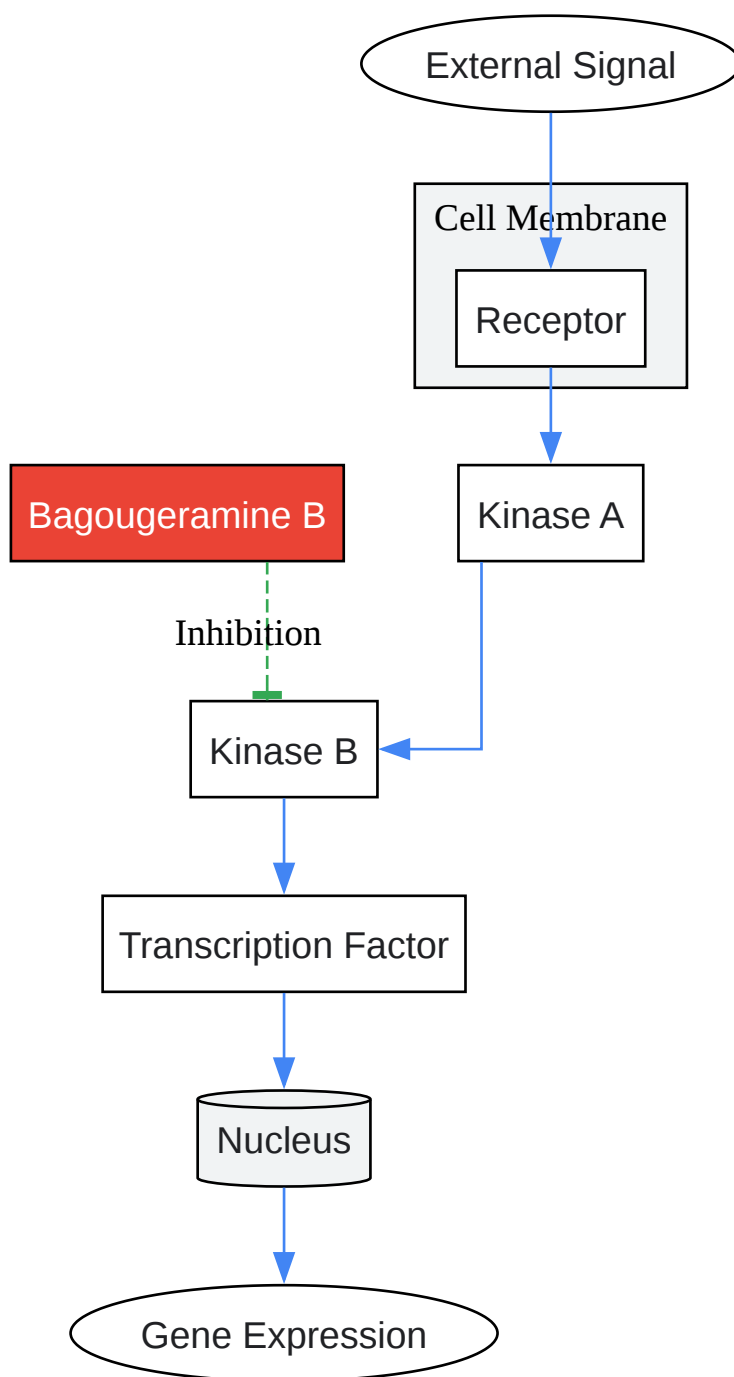 External Signal
Cell Membrane
Receptor
Bagougeramine B
Kinase A
Inhibition
Kinase B
Transcription Factor
Nucleus
Gene Expression